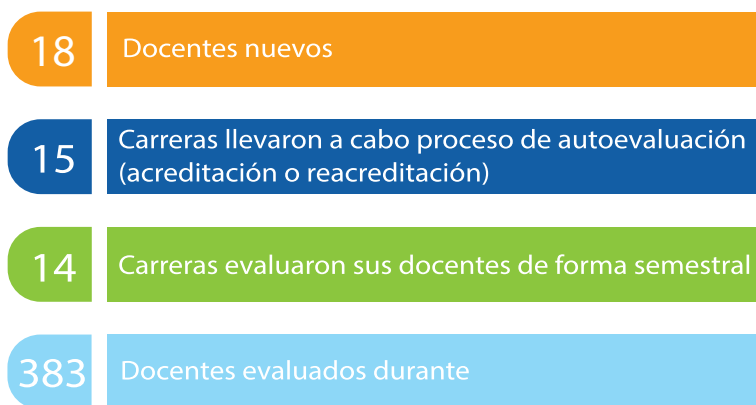 18
Docentes nuevos
15
Carreras llevaron a cabo proceso de autoevaluación
(acreditación o reacreditación)
14
Carreras evaluaron sus docentes de forma semestral
383
Docentes evaluados durante